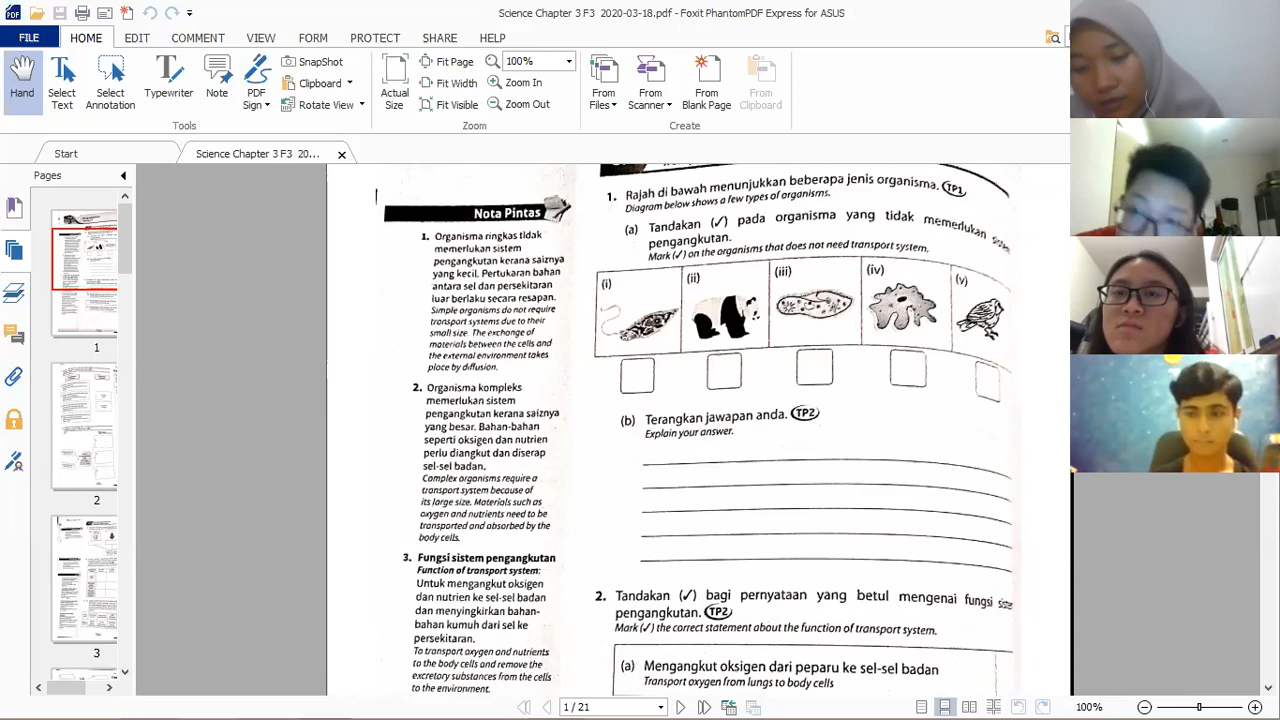 Science Chapter 3 F3 2020-03-18.pdf - Foxit PhantomPDF Express for ASUS
FILE HOME EDIT COMMENT VIEW FORM PROTECT SHARE HELP
Hand
Select Text
Select Annotation
Typewriter
Note
PDF Sign
SnapShot
Clipboard
Rotate View
Tools
Actual Size
Fit Page
Fit Width
Fit Visible
100%
Zoom In
Zoom Out
Zoom
From Files
From Scanner
From Blank Page
From Clipboard
Create
Start
Science Chapter 3 F3 20...
Pages
1
2
3
Nota Pintas
1. Organisma ringkas tidak
memerlukan sistem
pengangkutan kerana saiznya
yang kecil. Pertukaran bahan
antara sel dan persekitaran
luar berlaku secara resapan.
Simple organisms do not require
transport systems due to their
small size. The exchange of
materials between the cells and
the external environment takes
place by diffusion.
2. Organisma kompleks
memerlukan sistem
pengangkutan kerana saiznya
yang besar. Bahan-bahan
seperti oksigen dan nutrien
perlu diangkut dan diserap
sel-sel badan.
Complex organisms require a
transport system because of
its large size. Materials such as
oxygen and nutrients need to be
transported and absorbed by the
body cells.
3. Fungsi sistem pengangkutan
Function of transport system:
Untuk mengangkut oksigen
dan nutrien ke sel-sel badan
dan menyingkirkan bahan-
bahan kumuh dari sel ke
persekitaran.
To transport oxygen and nutrients
to the body cells and remove the
excretory substances from the cells
to the environment.
1. Rajah di bawah menunjukkan beberapa jenis organisma. TP1
Diagram below shows a few types of organisms.
(a) Tandakan (✓) pada organisma yang tidak memerlukan sistem
pengangkutan.
Mark (✓) on the organisms that does not need transport system.
(i) (ii) (iii) (iv) (v)
(b) Terangkan jawapan anda. TP2
Explain your answer.
2. Tandakan (✓) bagi pernyataan yang betul mengenai fungsi sistem
pengangkutan. TP2
Mark (✓) the correct statement about the function of transport system.
(a) Mengangkut oksigen dari peparu ke sel-sel badan
Transport oxygen from lungs to body cells
1 / 21
100%